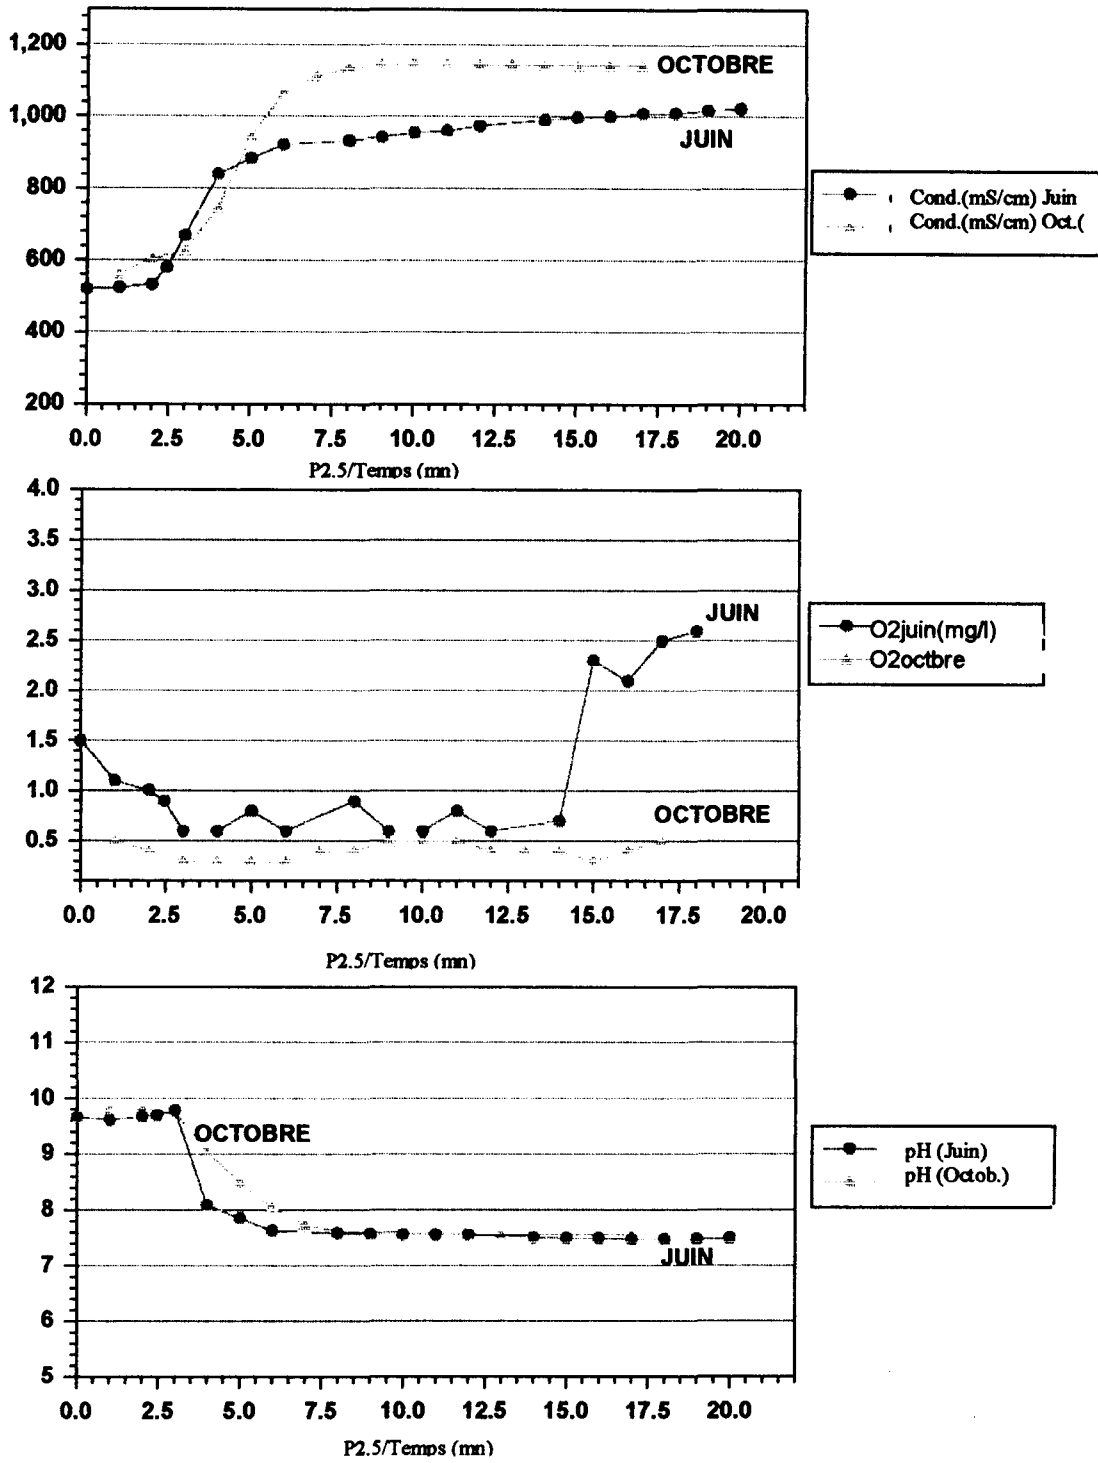 1,200
1,000
800
600
400
200
OCTOBRE
JUIN
0.0 2.5 5.0 7.5 10.0 12.5 15.0 17.5 20.0
P2.5/Temps (mn)
Cond.(mS/cm) Juin
Cond.(mS/cm) Oct.(
4.0
3.5
3.0
2.5
2.0
1.5
1.0
0.5
JUIN
OCTOBRE
0.0 2.5 5.0 7.5 10.0 12.5 15.0 17.5 20.0
P2.5/Temps (mn)
O2juin(mg/l)
O2octbre
12
11
10
9
8
7
6
5
OCTOBRE
JUIN
0.0 2.5 5.0 7.5 10.0 12.5 15.0 17.5 20.0
P2.5/Temps (mn)
pH (Juin)
pH (Octob.)